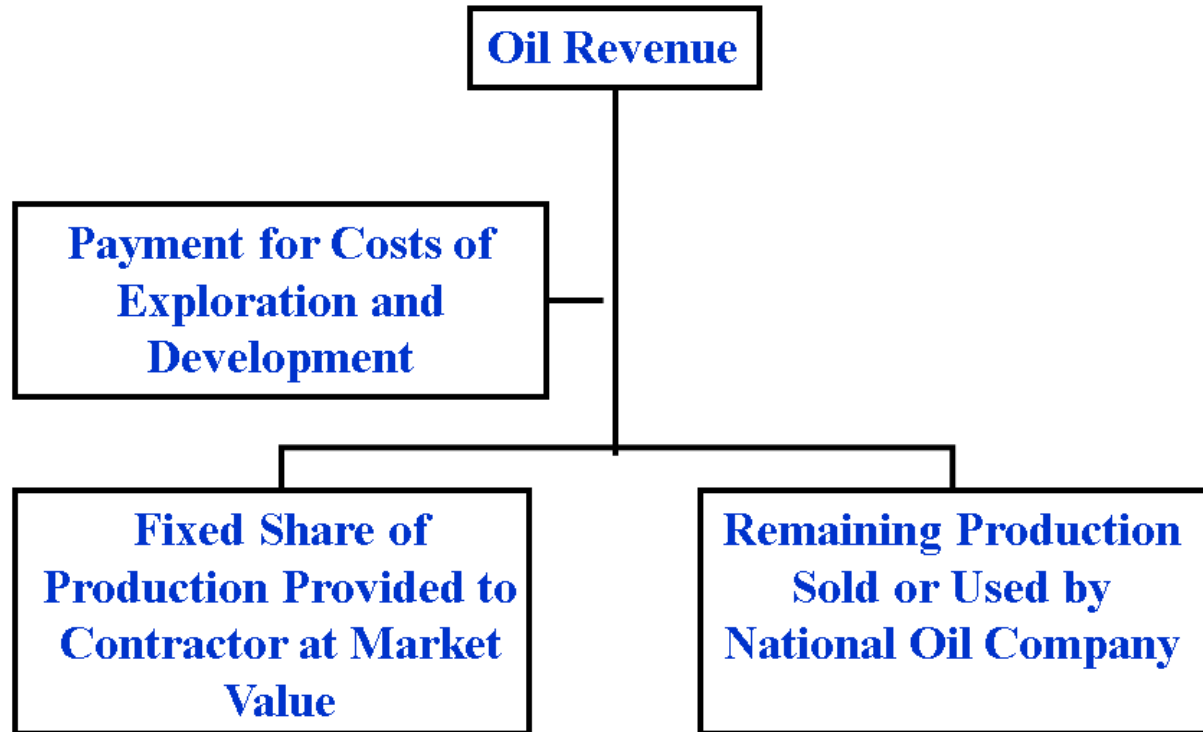 Oil Revenue
Payment for Costs of
Exploration and
Development
Fixed Share of
Production Provided to
Contractor at Market
Value
Remaining Production
Sold or Used by
National Oil Company